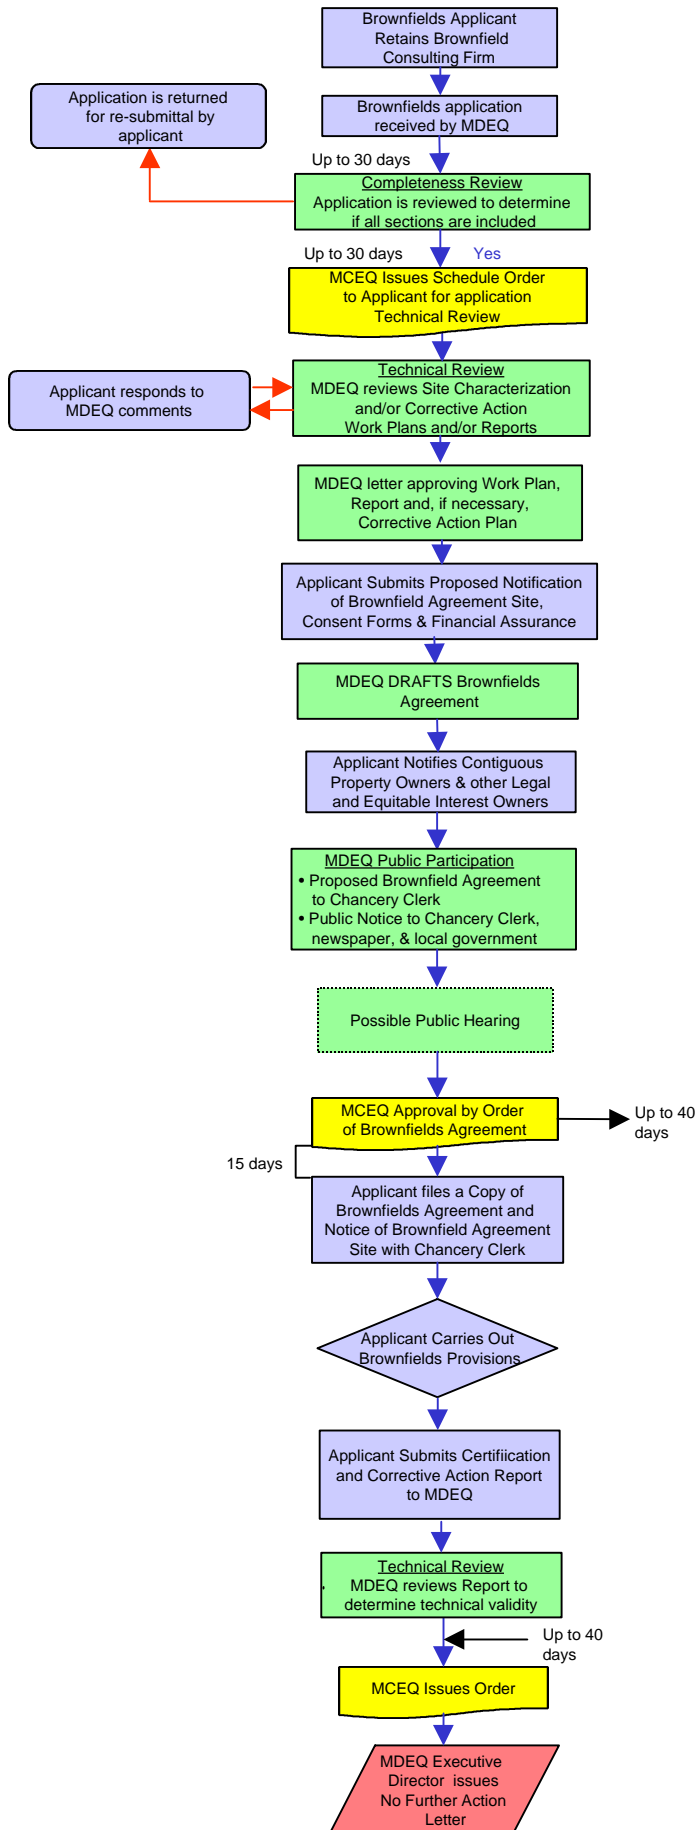 Brownfields Applicant
Retains Brownfield
Consulting Firm
Application is returned
for re-submittal by
applicant
Brownfields application
received by MDEQ
Up to 30 days
Completeness Review
Application is reviewed to determine
if all sections are included
Up to 30 days
Yes
MCEQ Issues Schedule Order
to Applicant for application
Technical Review
Applicant responds to
MDEQ comments
Technical Review
MDEQ reviews Site Characterization
and/or Corrective Action
Work Plans and/or Reports
MDEQ letter approving Work Plan,
Report and, if necessary,
Corrective Action Plan
Applicant Submits Proposed Notification
of Brownfield Agreement Site,
Consent Forms & Financial Assurance
MDEQ DRAFTS Brownfields
Agreement
Applicant Notifies Contiguous
Property Owners & other Legal
and Equitable Interest Owners
MDEQ Public Participation
• Proposed Brownfield Agreement
to Chancery Clerk
• Public Notice to Chancery Clerk,
newspaper, & local government
Possible Public Hearing
MCEQ Approval by Order
of Brownfields Agreement
Up to 40
days
15 days
Applicant files a Copy of
Brownfields Agreement and
Notice of Brownfield Agreement
Site with Chancery Clerk
Applicant Carries Out
Brownfields Provisions
Applicant Submits Certifiication
and Corrective Action Report
to MDEQ
Technical Review
MDEQ reviews Report to
determine technical validity
Up to 40
days
MCEQ Issues Order
MDEQ Executive
Director issues
No Further Action
Letter